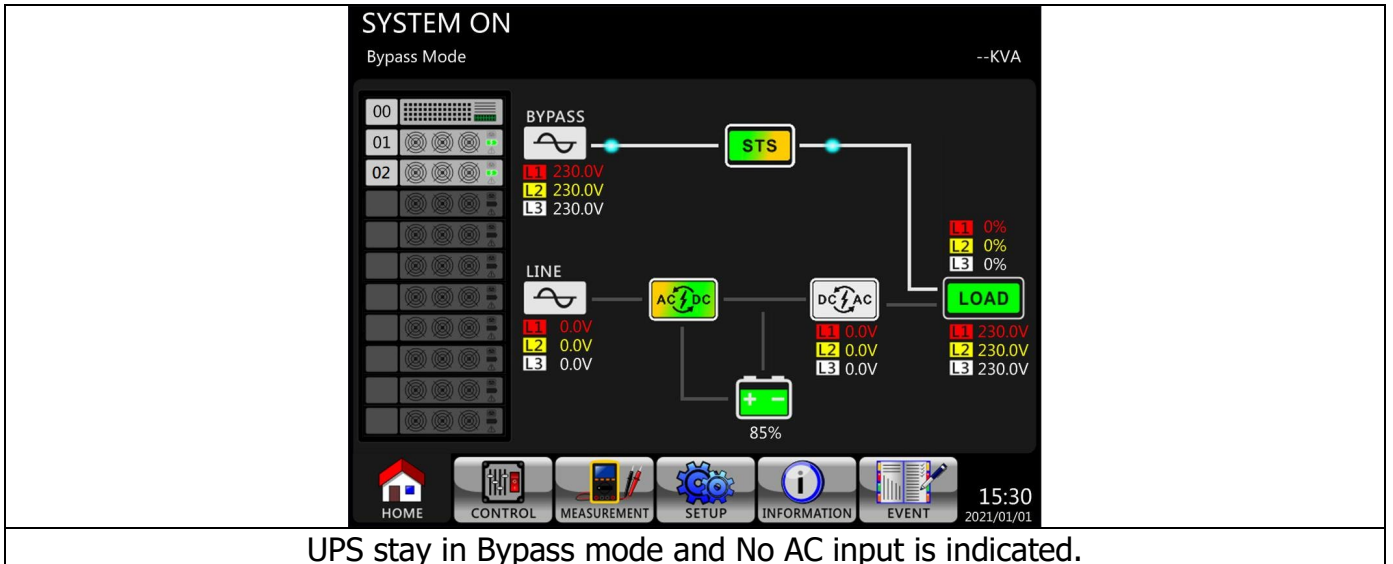 SYSTEM ON
Bypass Mode
--KVA
00
01
02
BYPASS
L1 230.0V
L2 230.0V
L3 230.0V
STS
L1 0%
L2 0%
L3 0%
LINE
L1 0.0V
L2 0.0V
L3 0.0V
AC DC
DC AC
L1 0.0V
L2 0.0V
L3 0.0V
LOAD
L1 230.0V
L2 230.0V
L3 230.0V
+ -
85%
HOME
CONTROL
MEASUREMENT
SETUP
INFORMATION
EVENT
15:30
2021/01/01
UPS stay in Bypass mode and No AC input is indicated.